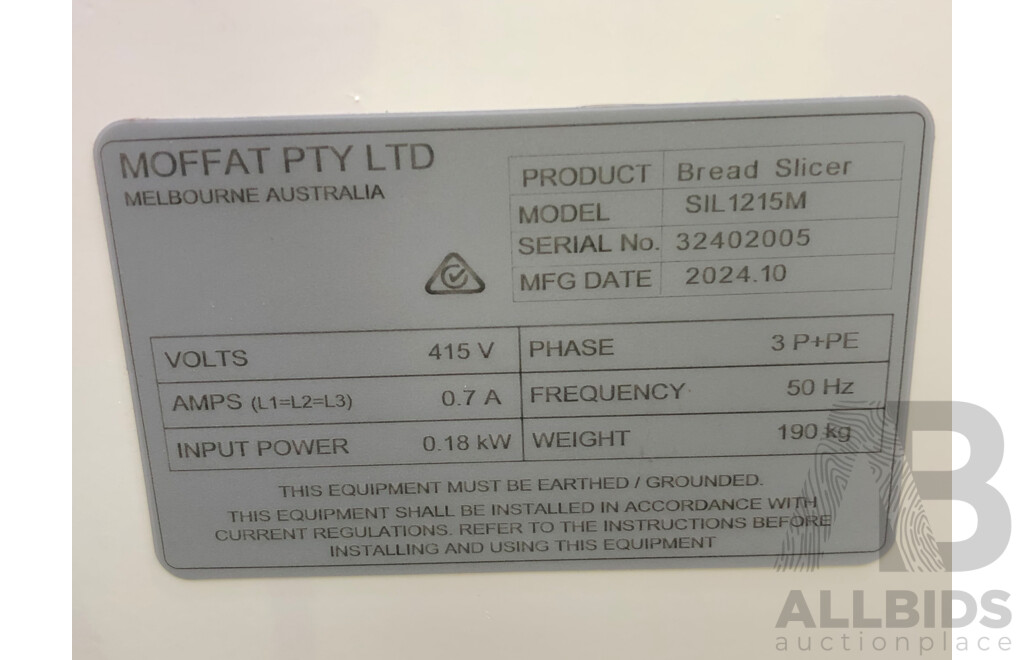 MOFFAT PTY LTD
MELBOURNE AUSTRALIA
PRODUCT Bread Slicer
MODEL SIL1215M
SERIAL No. 32402005
MFG DATE 2024.10
VOLTS 415 V PHASE 3 P+PE
AMPS (L1=L2=L3) 0.7 A FREQUENCY 50 Hz
INPUT POWER 0.18 kW WEIGHT 190 kg
THIS EQUIPMENT MUST BE EARTHED / GROUNDED.
THIS EQUIPMENT SHALL BE INSTALLED IN ACCORDANCE WITH
CURRENT REGULATIONS. REFER TO THE INSTRUCTIONS BEFORE
INSTALLING AND USING THIS EQUIPMENT
AB
ALLBIDS
auctionplace